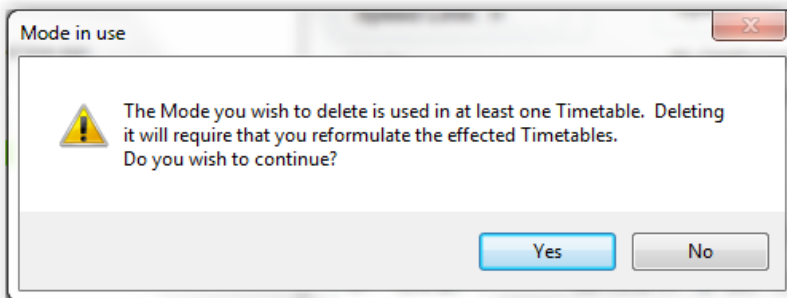 Mode in use
The Mode you wish to delete is used in at least one Timetable.  Deleting
it will require that you reformulate the effected Timetables.
Do you wish to continue?
Yes
No